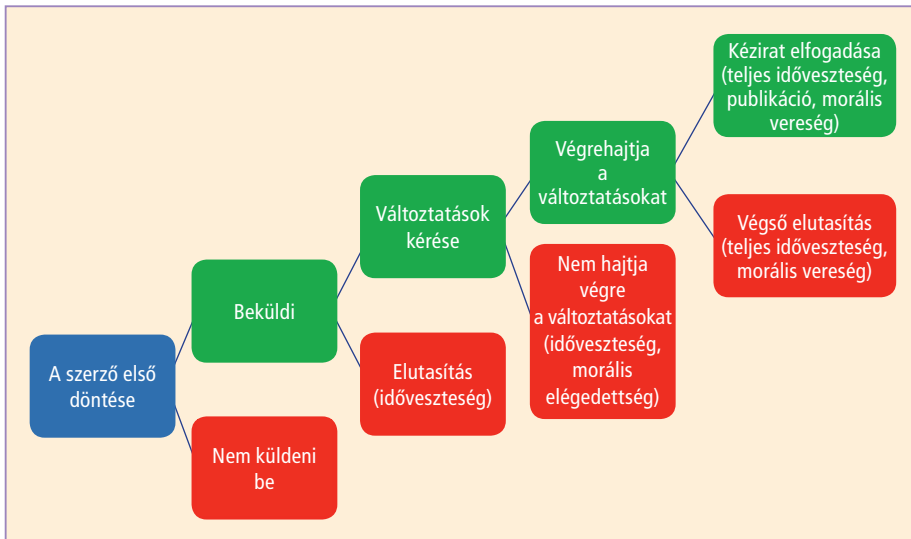 A szerző első
döntése
Beküldi
Nem küldeni
be
Változtatások
kérése
Elutasítás
(időveszteség)
Végrehajtja
a
változtatásokat
Nem hajtja
végre
a változtatásokat
(időveszteség,
morális
elégedettség)
Kézirat elfogadása
(teljes időveszteség,
publikáció, morális
vereség)
Végső elutasítás
(teljes időveszteség,
morális vereség)